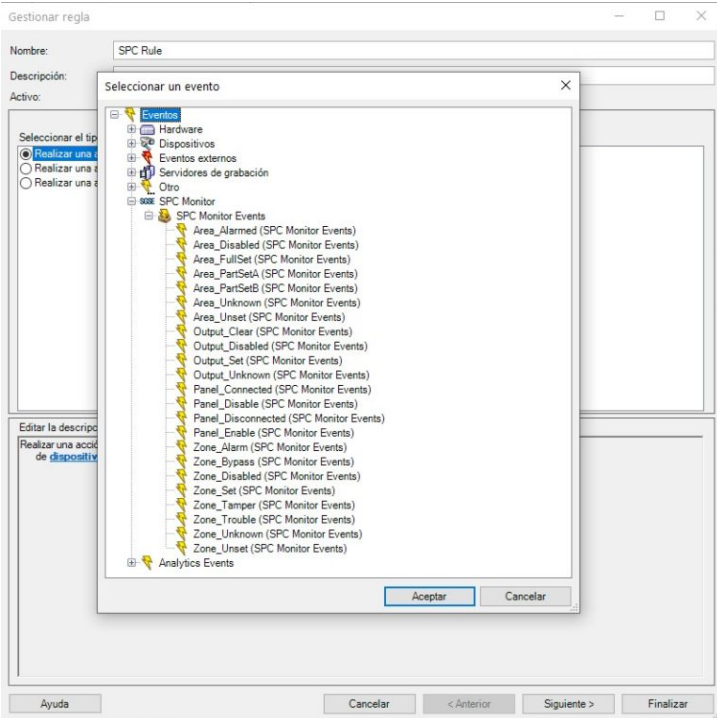 Gestionar regla
Nombre:
SPC Rule
Descripción:
Activo:
Seleccionar un evento
Seleccionar el tip
Realizar una a
Realizar una a
Realizar una a
Eventos
Hardware
Dispositivos
Eventos externos
Servidores de grabación
Otro
SPC Monitor
SPC Monitor Events
Area_Alarmed (SPC Monitor Events)
Area_Disabled (SPC Monitor Events)
Area_FullSet (SPC Monitor Events)
Area_PartSetA (SPC Monitor Events)
Area_PartSetB (SPC Monitor Events)
Area_Unknown (SPC Monitor Events)
Area_Unset (SPC Monitor Events)
Output_Clear (SPC Monitor Events)
Output_Disabled (SPC Monitor Events)
Output_Set (SPC Monitor Events)
Output_Unknown (SPC Monitor Events)
Panel_Connected (SPC Monitor Events)
Panel_Disable (SPC Monitor Events)
Panel_Disconnected (SPC Monitor Events)
Panel_Enable (SPC Monitor Events)
Zone_Alarm (SPC Monitor Events)
Zone_Bypass (SPC Monitor Events)
Zone_Disabled (SPC Monitor Events)
Zone_Set (SPC Monitor Events)
Zone_Tamper (SPC Monitor Events)
Zone_Trouble (SPC Monitor Events)
Zone_Unknown (SPC Monitor Events)
Zone_Unset (SPC Monitor Events)
Analytics Events
Aceptar
Cancelar
Editar la descripc
Realizar una acció
de dispositiv
Ayuda
Cancelar
< Anterior
Siguiente >
Finalizar